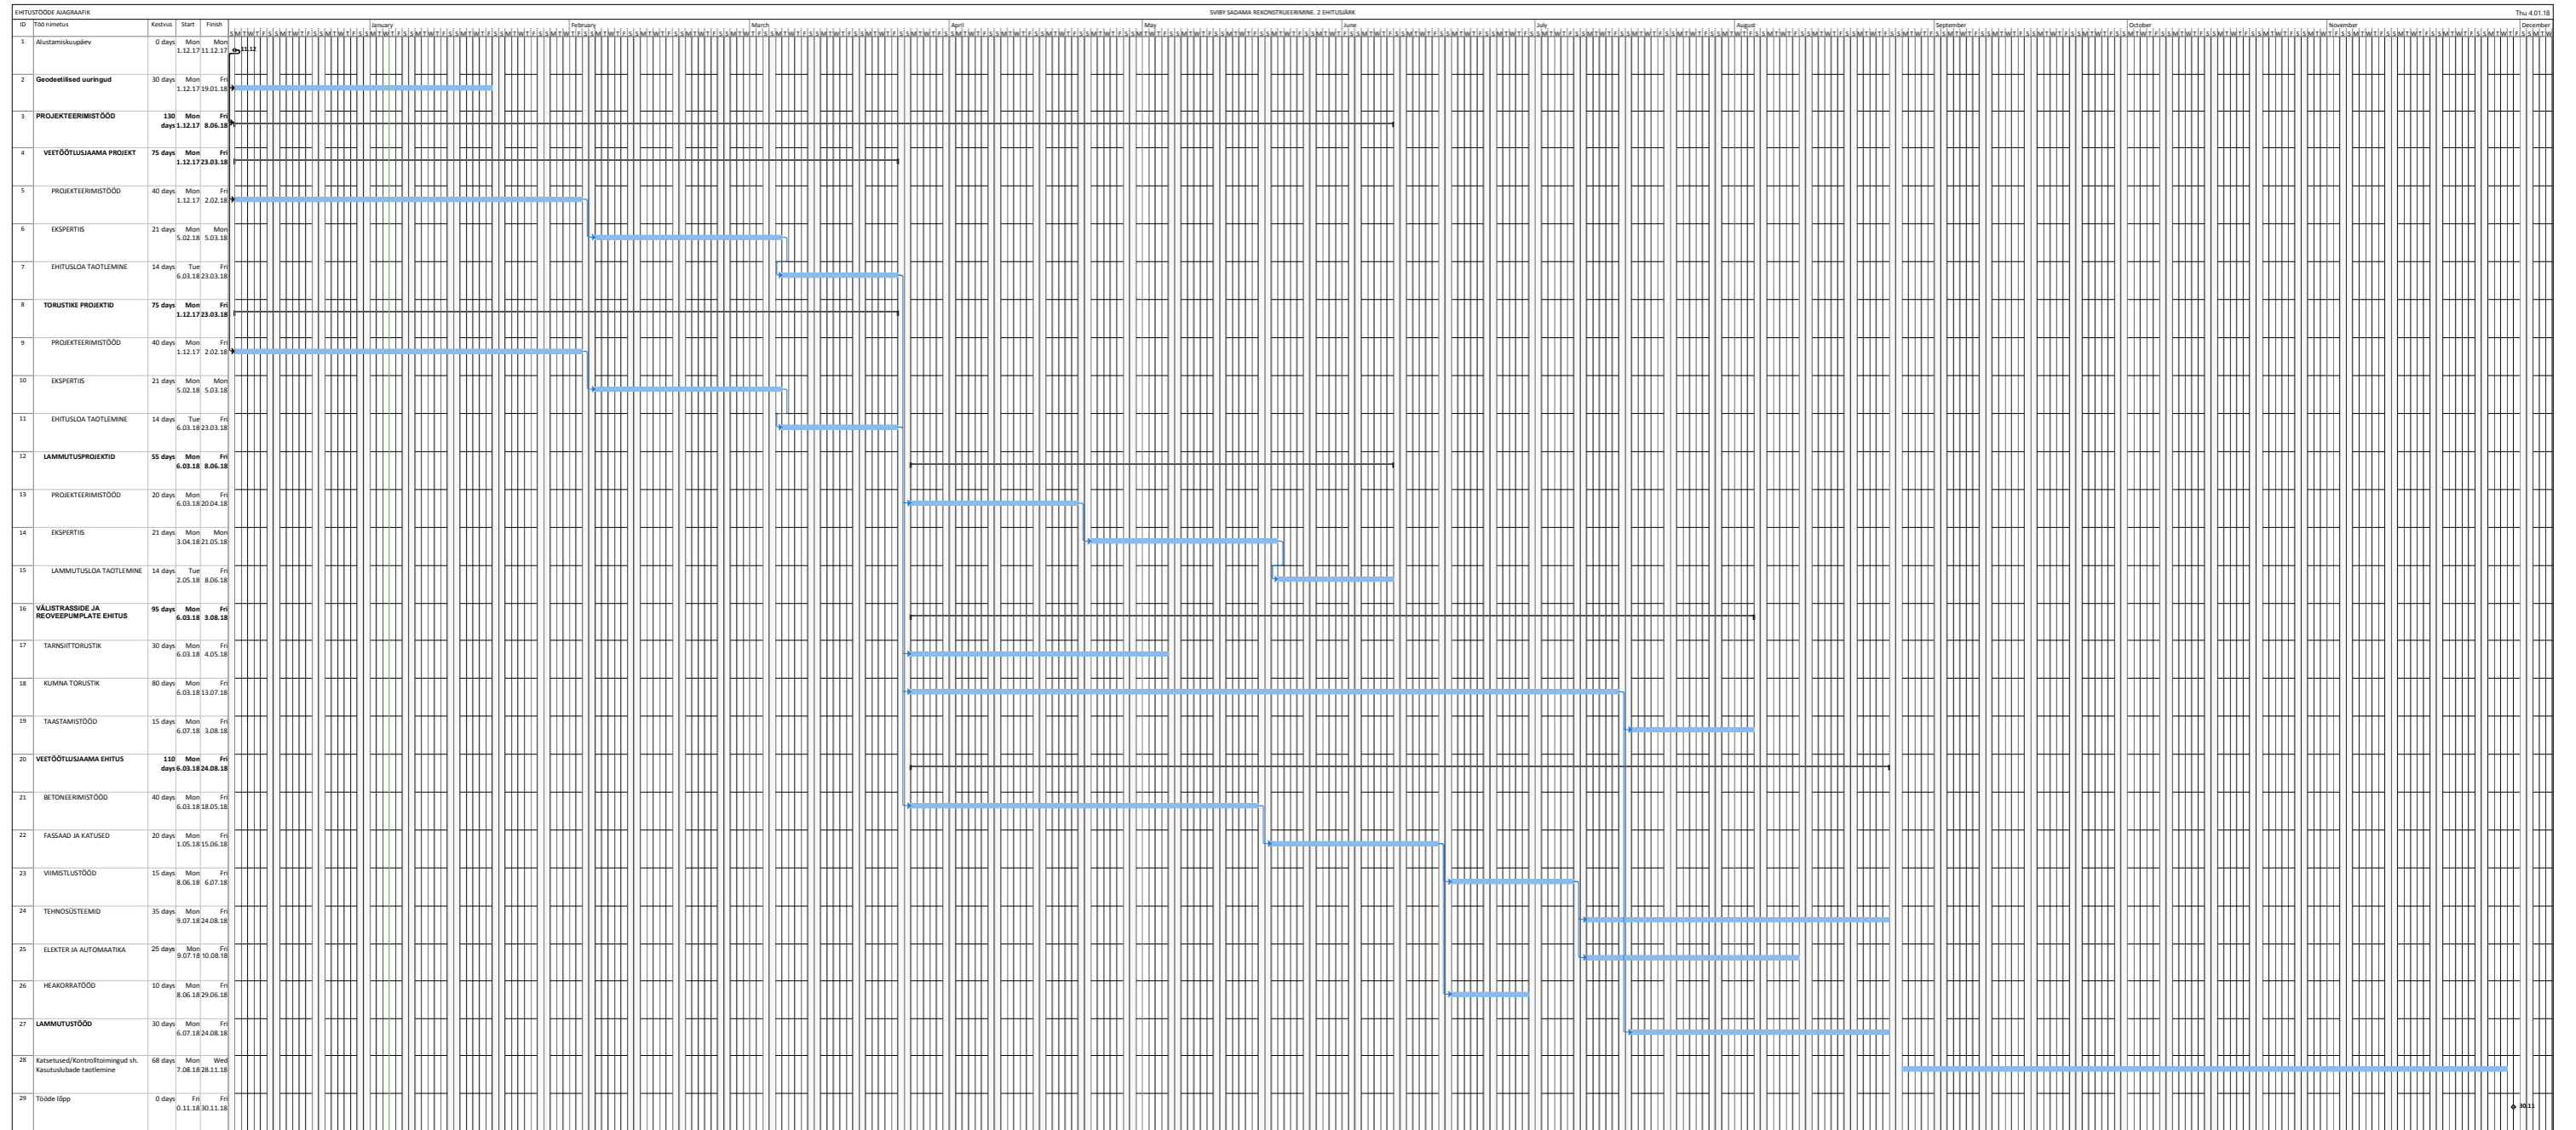 EHITUSTÖÖDE AJAGRAAFIK SVIBY SADAMA REKONSTRUEERIMINE. 2 EHITUSJÄRK Thu 4.01.18
ID Töö nimetus Kestvus Start Finish January February March April May June July August September October November December
1 Alustamiskuupäev 0 days Mon Mon
1.12.17 11.12.17 11.12
2 Geodeetilised uuringud 30 days Mon Fri
1.12.17 19.01.18
3 PROJEKTEERIMISTÖÖD 130 Mon Fri
days 1.12.17 8.06.18
4 VEETÖÖTLUSJAAMA PROJEKT 75 days Mon Fri
1.12.17 23.03.18
5 PROJEKTEERIMISTÖÖD 40 days Mon Fri
1.12.17 2.02.18
6 EKSPERTIIS 21 days Mon Mon
5.02.18 5.03.18
7 EHITUSLOA TAOTLEMINE 14 days Tue Fri
6.03.18 23.03.18
8 TORUSTIKE PROJEKTID 75 days Mon Fri
1.12.17 23.03.18
9 PROJEKTEERIMISTÖÖD 40 days Mon Fri
1.12.17 2.02.18
10 EKSPERTIIS 21 days Mon Mon
5.02.18 5.03.18
11 EHITUSLOA TAOTLEMINE 14 days Tue Fri
6.03.18 23.03.18
12 LAMMUTUSPROJEKTID 55 days Mon Fri
6.03.18 8.06.18
13 PROJEKTEERIMISTÖÖD 20 days Mon Fri
6.03.18 20.04.18
14 EKSPERTIIS 21 days Mon Mon
3.04.18 21.05.18
15 LAMMUTUSLOA TAOTLEMINE 14 days Tue Fri
2.05.18 8.06.18
16 VÄLISTRASSIDE JA 95 days Mon Fri
REOVEEPUMPLATE EHITUS 6.03.18 3.08.18
17 TARNSIITTORUSTIK 30 days Mon Fri
6.03.18 4.05.18
18 KUMNA TORUSTIK 80 days Mon Fri
6.03.18 13.07.18
19 TAASTAMISTÖÖD 15 days Mon Fri
6.07.18 3.08.18
20 VEETÖÖTLUSJAAMA EHITUS 110 Mon Fri
days 6.03.18 24.08.18
21 BETONEERIMISTÖÖD 40 days Mon Fri
6.03.18 18.05.18
22 FASSAAD JA KATUSED 20 days Mon Fri
1.05.18 15.06.18
23 VIIMISTLUSTÖÖD 15 days Mon Fri
8.06.18 6.07.18
24 TEHNOSÜSTEEMID 35 days Mon Fri
9.07.18 24.08.18
25 ELEKTER JA AUTOMAATIKA 25 days Mon Fri
9.07.18 10.08.18
26 HEAKORRATÖÖD 10 days Mon Fri
8.06.18 29.06.18
27 LAMMUTUSTÖÖD 30 days Mon Fri
6.07.18 24.08.18
28 Katsetused/Kontrolltoimingud sh. 68 days Mon Wed
Kasutuslubade taotlemine 7.08.18 28.11.18
29 Tööde lõpp 0 days Fri Fri
0.11.18 30.11.18 30.11